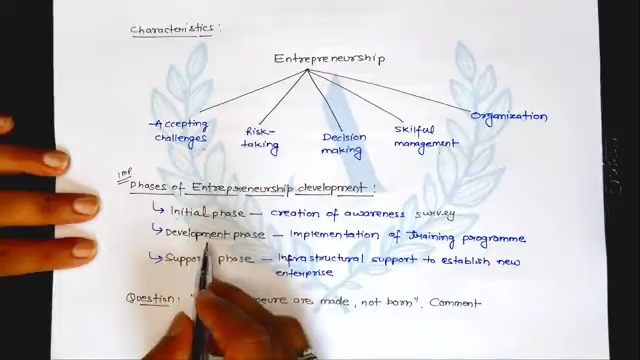 Characteristics:
Entrepreneurship
Accepting challenges
Risk-taking
Decision making
Skilful management
Organization
Imp
Phases of Entrepreneurship development:
↳ Initial phase — creation of awareness survey
↳ Development phase — Implementation of training programme
↳ Support phase — Infrastructural support to establish new
enterprise
Question: " are made, not born". Comment